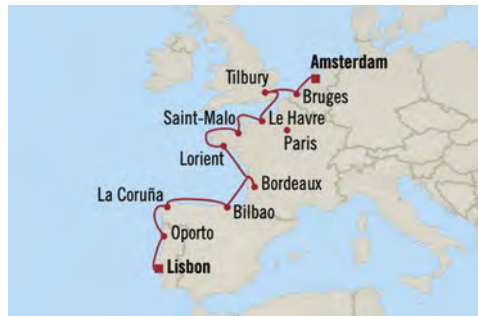 Amsterdam
Tilbury
Bruges
Saint-Malo
Le Havre
Paris
Lorient
Bordeaux
La Coruña
Bilbao
Oporto
Lisbon